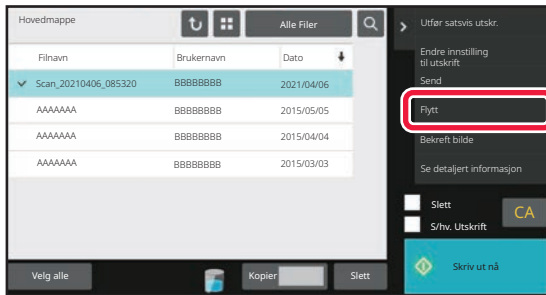 Hovedmappe
Alle Filer
Filnavn
Brukernavn
Dato
Scan_20210406_085320
BBBBBBBB
2021/04/06
AAAAAAA
BBBBBBBB
2015/05/05
AAAAAAA
BBBBBBBB
2015/04/04
AAAAAAA
BBBBBBBB
2015/03/03
Velg alle
Kopier
Slett
Utfør satsvis utskr.
Endre innstilling
til utskrift
Send
Flytt
Bekreft bilde
Se detaljert informasjon
Slett
S/hv. Utskrift
CA
Skriv ut nå